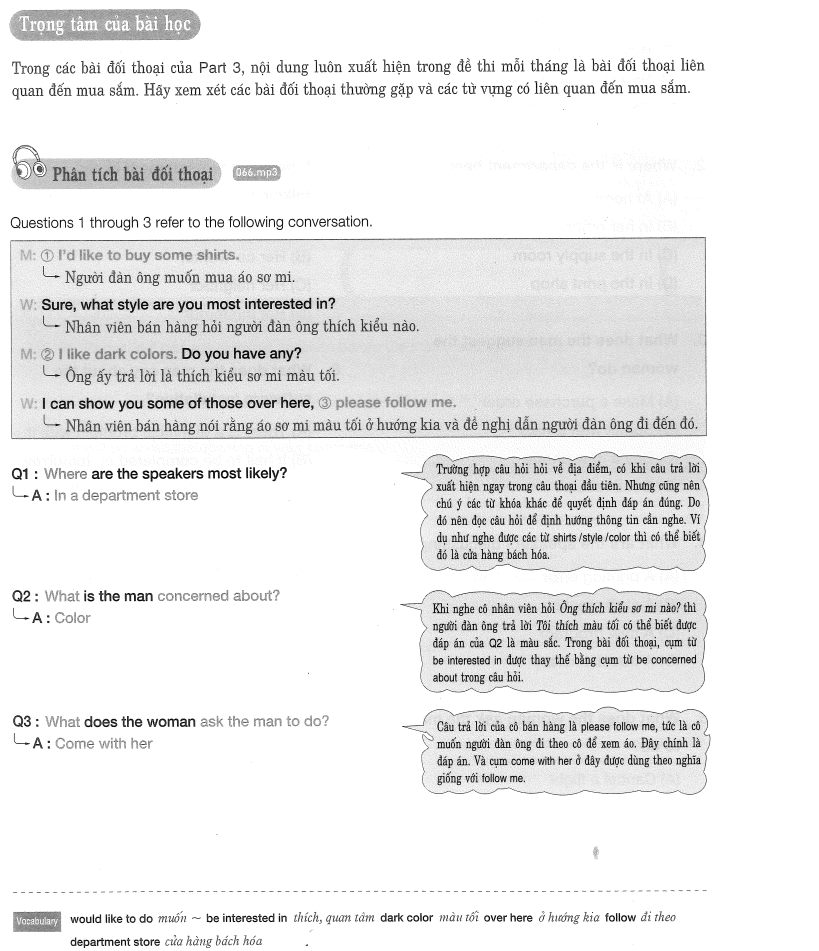 Trọng tâm của bài học
Trong các bài đối thoại của Part 3, nội dung luôn xuất hiện trong đề thi mỗi tháng là bài đối thoại liên
quan đến mua sắm. Hãy xem xét các bài đối thoại thường gặp và các từ vựng có liên quan đến mua sắm.
Phân tích bài đối thoại 066.mp3
Questions 1 through 3 refer to the following conversation.
M: ① I'd like to buy some shirts.
Người đàn ông muốn mua áo sơ mi.
W: Sure, what style are you most interested in?
Nhân viên bán hàng hỏi người đàn ông thích kiểu nào.
M: ② I like dark colors. Do you have any?
Ông ấy trả lời là thích kiểu sơ mi màu tối.
W: I can show you some of those over here, ③ please follow me.
Nhân viên bán hàng nói rằng áo sơ mi màu tối ở hướng kia và đề nghị dẫn người đàn ông đi đến đó.
Q1 : Where are the speakers most likely?
A : In a department store
Trường hợp câu hỏi hỏi về địa điểm, có khi câu trả lời
xuất hiện ngay trong câu thoại đầu tiên. Nhưng cũng nên
chú ý các từ khóa khác để quyết định đáp án đúng. Do
đó nên đọc câu hỏi để định hướng thông tin cần nghe. Ví
dụ như nghe được các từ shirts /style /color thì có thể biết
đó là cửa hàng bách hóa.
Q2 : What is the man concerned about?
A : Color
Khi nghe cô nhân viên hỏi Ông thích kiểu sơ mi nào? thì
người đàn ông trả lời Tôi thích màu tối có thể biết được
đáp án của Q2 là màu sắc. Trong bài đối thoại, cụm từ
be interested in được thay thế bằng cụm từ be concerned
about trong câu hỏi.
Q3 : What does the woman ask the man to do?
A : Come with her
Câu trả lời của cô bán hàng là please follow me, tức là cô
muốn người đàn ông đi theo cô để xem áo. Đây chính là
đáp án. Và cụm come with her ở đây được dùng theo nghĩa
giống với follow me.
Vocabulary would like to do muốn ~ be interested in thích, quan tâm dark color màu tối over here ở hướng kia follow đi theo
department store cửa hàng bách hóa